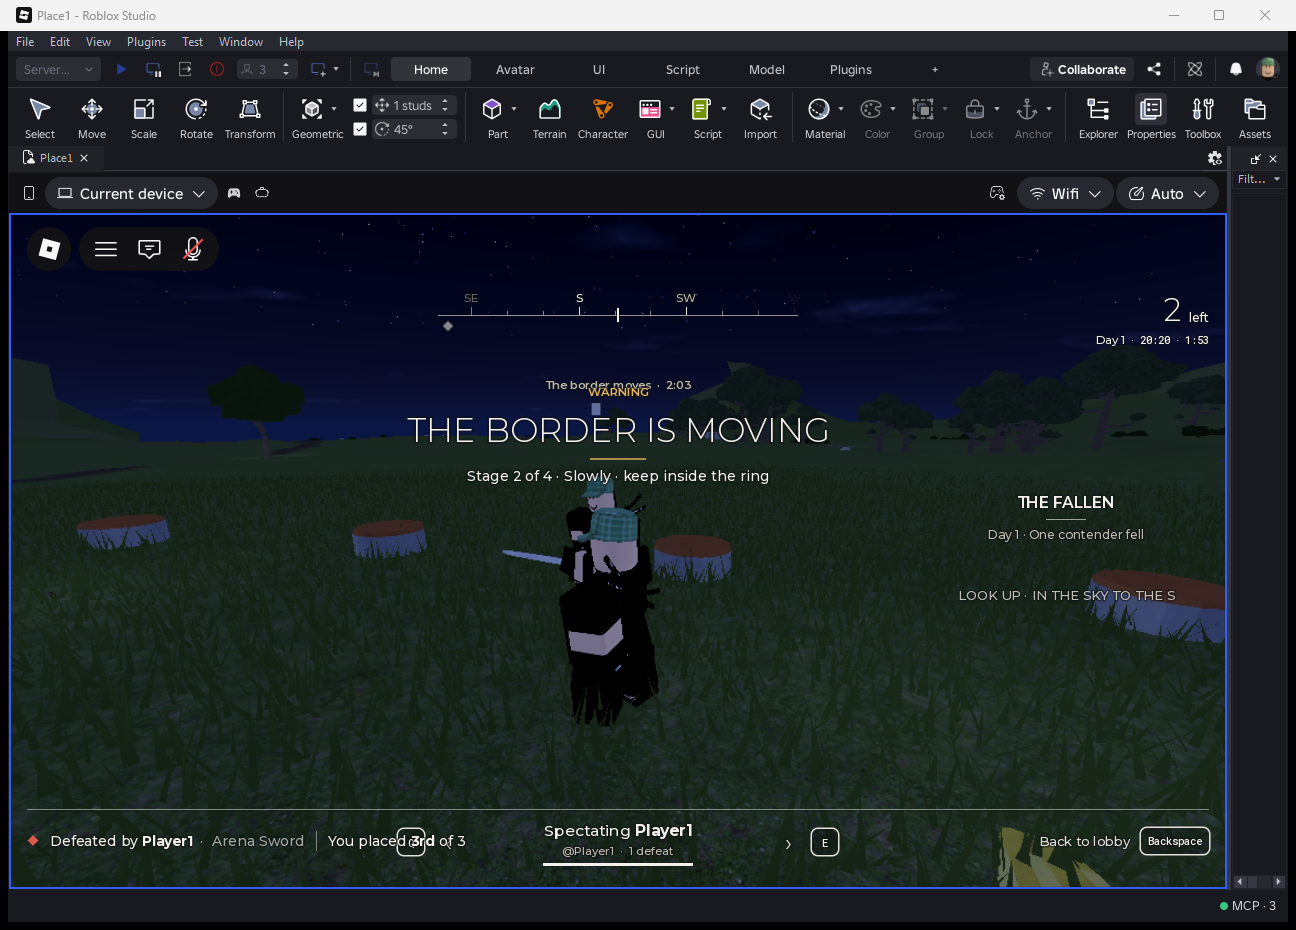 Place1 - Roblox Studio
File Edit View Plugins Test Window Help
Server... 3 Home Avatar UI Script Model Plugins + Collaborate
1 studs
45°
Select Move Scale Rotate Transform Geometric Part Terrain Character GUI Script Import Material Color Group Lock Anchor Explorer Properties Toolbox Assets
Place1
Filt...
Current device Wifi Auto
SE S SW W
2 left
Day 1 · 20:20 · 1:53
The border moves · 2:03
WARNING
THE BORDER IS MOVING
Stage 2 of 4 · Slowly · keep inside the ring
THE FALLEN
Day 1 · One contender fell
LOOK UP · IN THE SKY TO THE S
Defeated by Player1 · Arena Sword You placed 3rd of 3
Spectating Player1
@Player1 · 1 defeat
› E
Back to lobby Backspace
MCP · 3